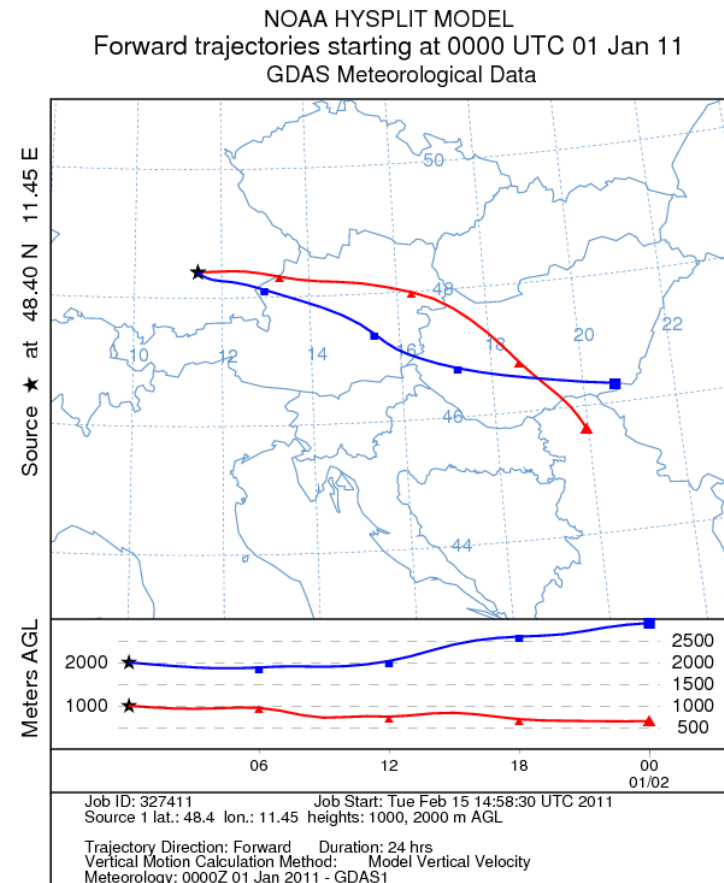 NOAA HYSPLIT MODEL
Forward trajectories starting at 0000 UTC 01 Jan 11
GDAS Meteorological Data
Source ★ at 48.40 N 11.45 E
50
48
22
20
18
16
14
12
10
46
44
Meters AGL
2000
1000
2500
2000
1500
1000
500
06
12
18
00
01/02
Job ID: 327411 Job Start: Tue Feb 15 14:58:30 UTC 2011
Source 1 lat.: 48.4 lon.: 11.45 heights: 1000, 2000 m AGL
Trajectory Direction: Forward Duration: 24 hrs
Vertical Motion Calculation Method: Model Vertical Velocity
Meteorology: 0000Z 01 Jan 2011 - GDAS1